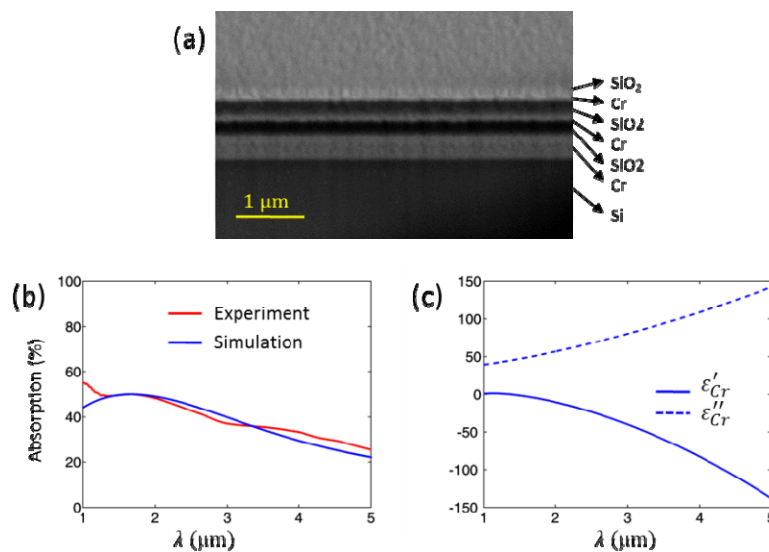 (a)
SiO₂
Cr
SiO2
Cr
SiO2
Cr
Si
1 μm
(b)
100
80
60
40
20
0
Absorption (%)
Experiment
Simulation
1 2 3 4 5
λ (μm)
(c)
150
100
50
0
-50
-100
-150
ε'Cr
ε''Cr
1 2 3 4 5
λ (μm)